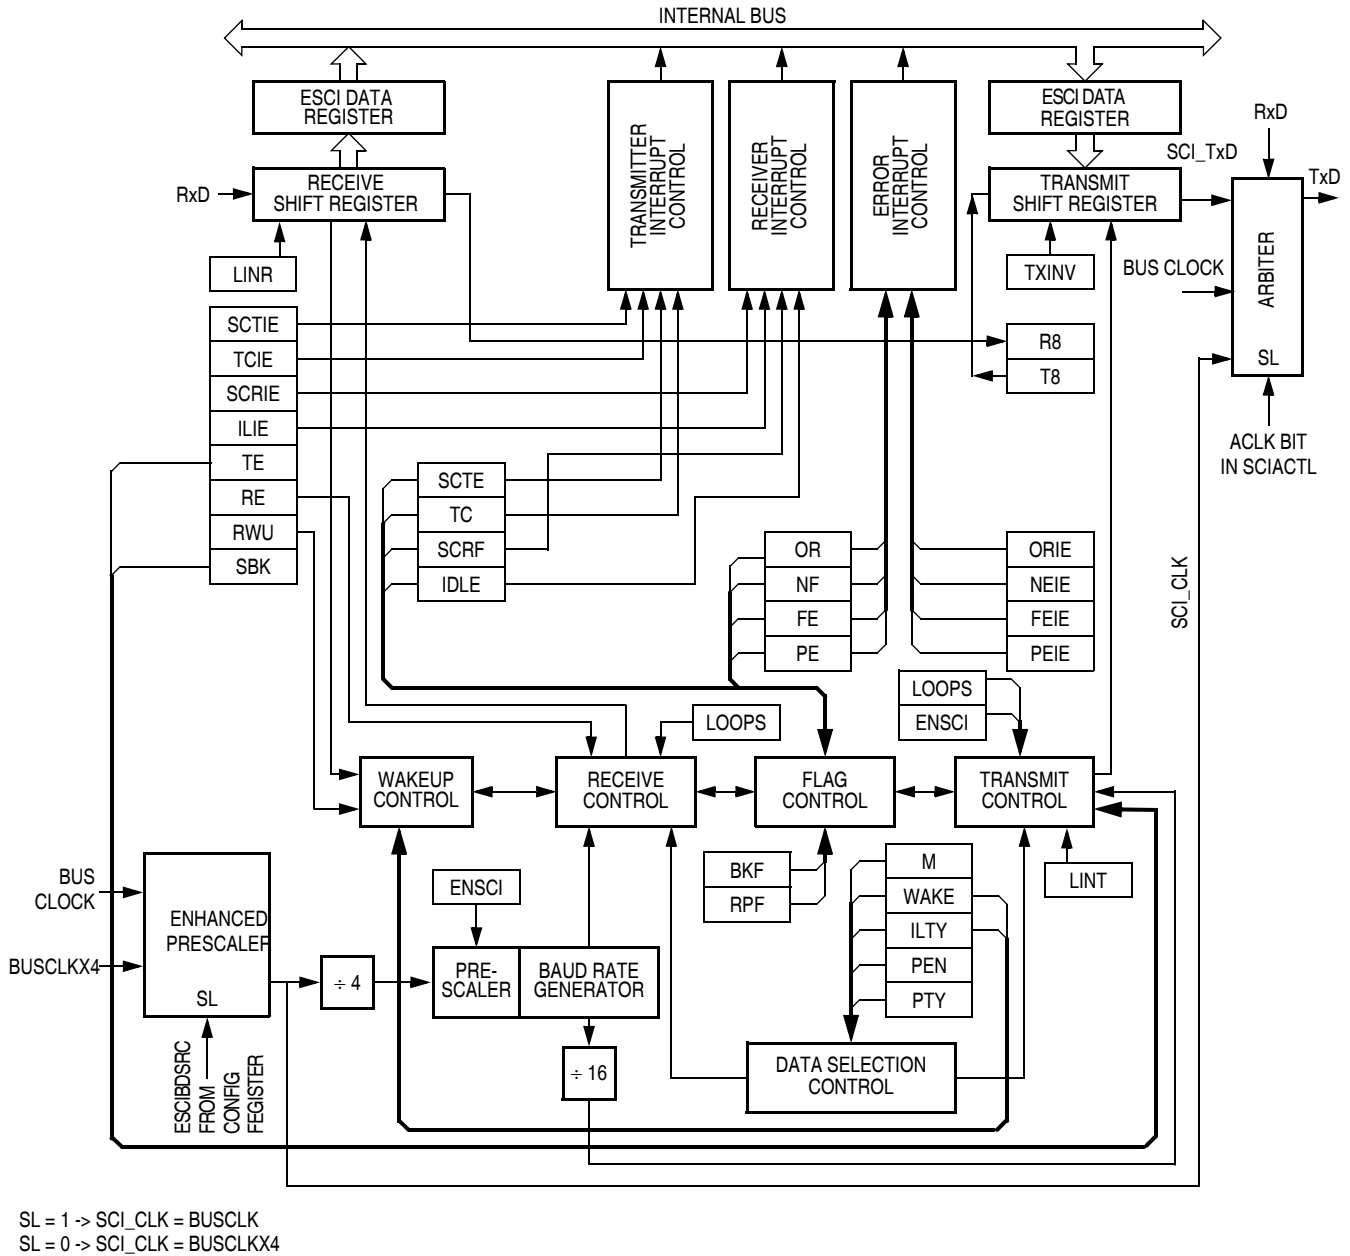 INTERNAL BUS
ESCI DATA
REGISTER
ESCI DATA
REGISTER
RxD
RECEIVE
SHIFT REGISTER
TRANSMITTER
INTERRUPT
CONTROL
RECEIVER
INTERRUPT
CONTROL
ERROR
INTERRUPT
CONTROL
SCI_TxD
TRANSMIT
SHIFT REGISTER
RxD
TxD
LINR
TXINV
BUS CLOCK
ARBITER
SL
SCTIE
TCIE
SCRIE
ILIE
TE
RE
RWU
SBK
R8
T8
ACLK BIT
IN SCIACTL
SCTE
TC
SCRF
IDLE
OR
NF
FE
PE
ORIE
NEIE
FEIE
PEIE
SCI_CLK
LOOPS
ENSCI
LOOPS
WAKEUP
CONTROL
RECEIVE
CONTROL
FLAG
CONTROL
TRANSMIT
CONTROL
BKF
RPF
M
WAKE
ILTY
PEN
PTY
LINT
BUS
CLOCK
BUSCLKX4
ENHANCED
PRESCALER
SL
ENSCI
÷ 4
PRE-
SCALER
BAUD RATE
GENERATOR
÷ 16
DATA SELECTION
CONTROL
ESCIBDSRC
FROM
CONFIG
FEGISTER
SL = 1 -> SCI_CLK = BUSCLK
SL = 0 -> SCI_CLK = BUSCLKX4